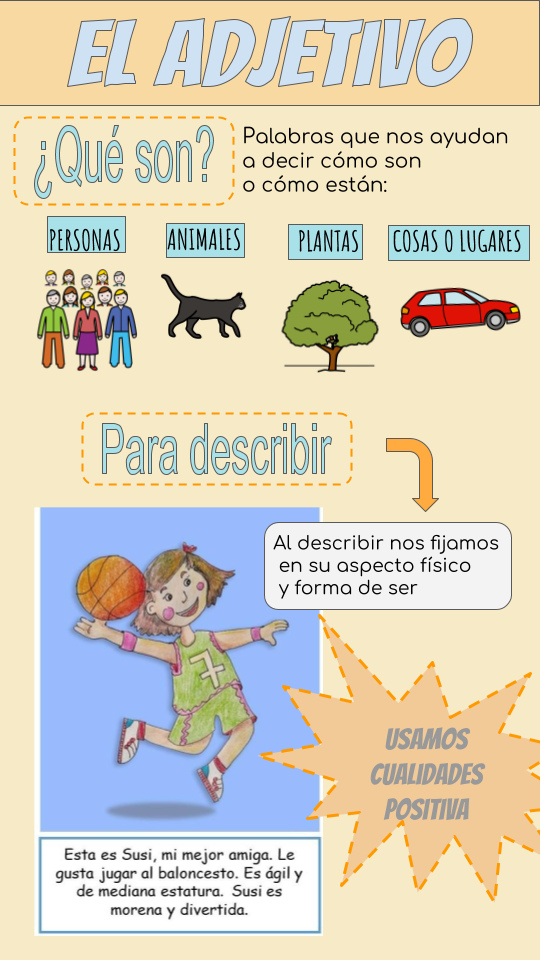 EL ADJETIVO
¿Qué son?
Palabras que nos ayudan
a decir cómo son
o cómo están:
PERSONAS
ANIMALES
PLANTAS
COSAS O LUGARES
Para describir
Al describir nos fijamos
en su aspecto físico
y forma de ser
7
USAMOS
CUALIDADES
POSITIVA
Esta es Susi, mi mejor amiga. Le
gusta jugar al baloncesto. Es ágil y
de mediana estatura. Susi es
morena y divertida.